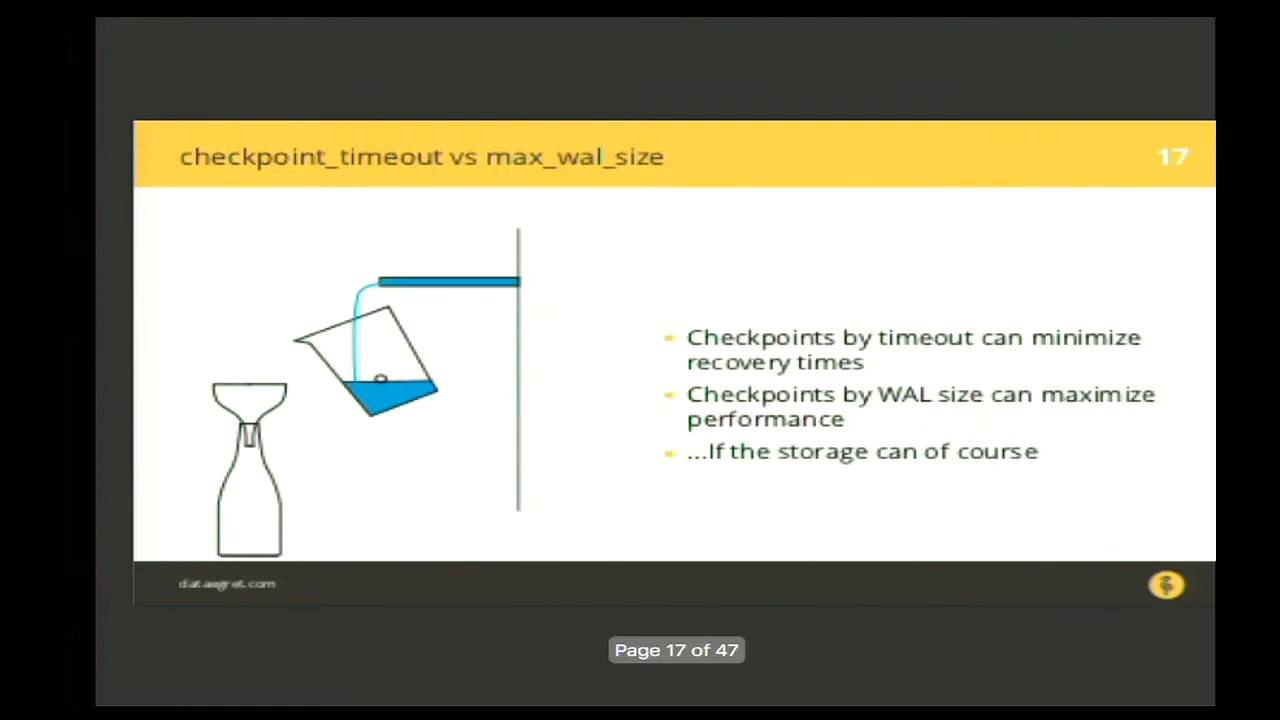 checkpoint_timeout vs max_wal_size
17
Checkpoints by timeout can minimize
recovery times
Checkpoints by WAL size can maximize
performance
...If the storage can of course
dataegret.com
Page 17 of 47